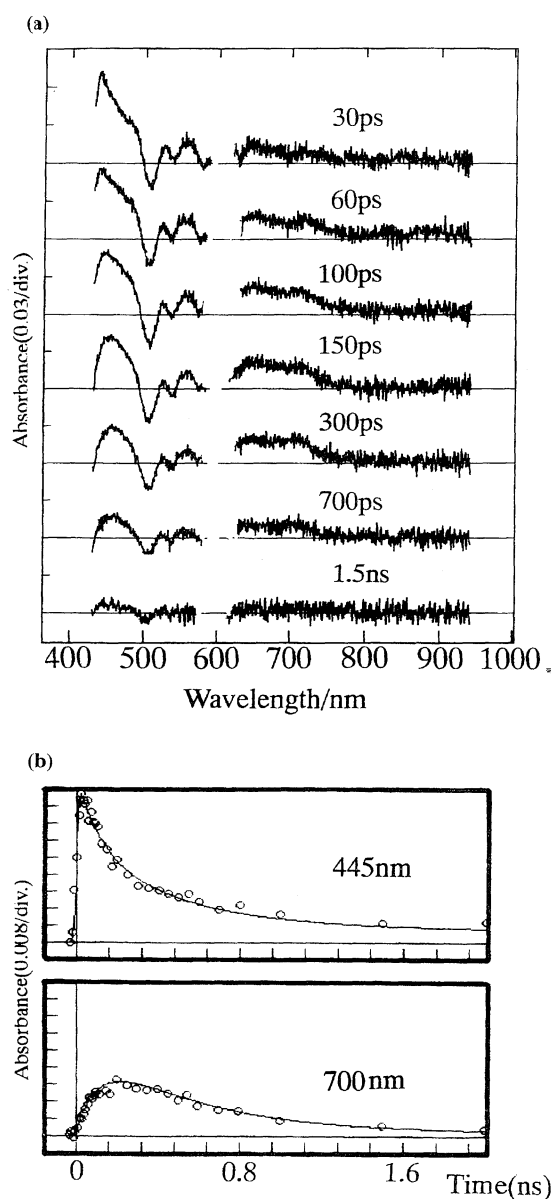 (a)
30ps
60ps
100ps
150ps
300ps
700ps
1.5ns
Absorbance(0.03/div.)
400 500 600 700 800 900 1000
Wavelength/nm
(b)
445nm
700nm
Absorbance(0.008/div.)
0 0.8 1.6 Time(ns)